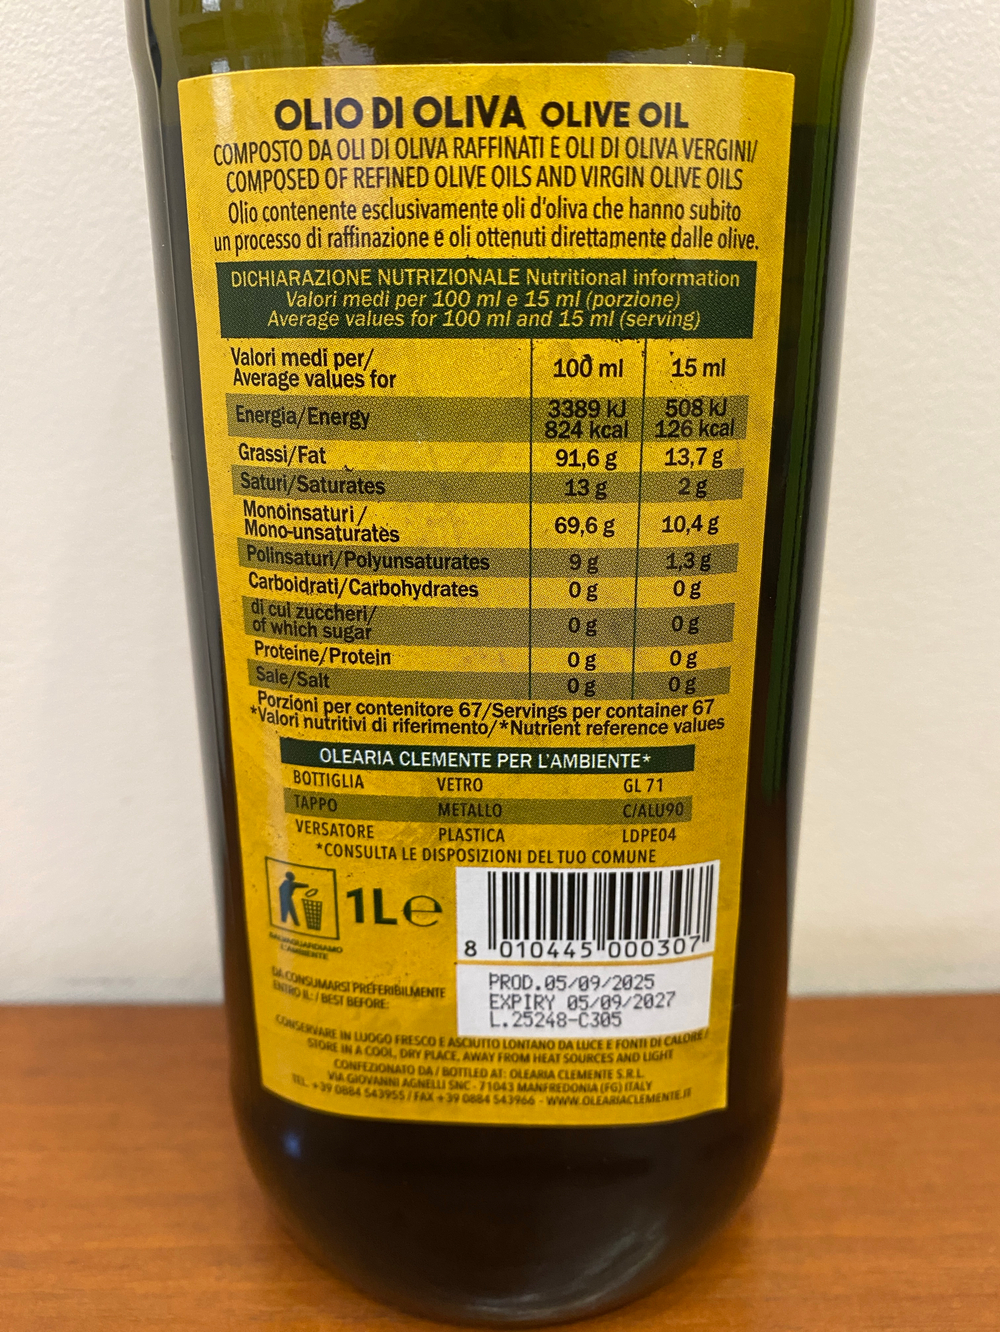 OLIO DI OLIVA OLIVE OIL
COMPOSTO DA OLI DI OLIVA RAFFINATI E OLI DI OLIVA VERGINI/
COMPOSED OF REFINED OLIVE OILS AND VIRGIN OLIVE OILS
Olio contenente esclusivamente oli d'oliva che hanno subito
un processo di raffinazione e oli ottenuti direttamente dalle olive.
DICHIARAZIONE NUTRIZIONALE Nutritional information
Valori medi per 100 ml e 15 ml (porzione)
Average values for 100 ml and 15 ml (serving)
Valori medi per/
Average values for 100 ml 15 ml
Energia/Energy 3389 kJ 508 kJ
824 kcal 126 kcal
Grassi/Fat 91,6 g 13,7 g
Saturi/Saturates 13 g 2 g
Monoinsaturi/
Mono-unsaturates 69,6 g 10,4 g
Polinsaturi/Polyunsaturates 9 g 1,3 g
Carboidrati/Carbohydrates 0 g 0 g
di cui zuccheri/
of which sugar 0 g 0 g
Proteine/Protein 0 g 0 g
Sale/Salt 0 g 0 g
Porzioni per contenitore 67/Servings per container 67
*Valori nutritivi di riferimento/*Nutrient reference values
OLEARIA CLEMENTE PER L'AMBIENTE*
BOTTIGLIA VETRO GL 71
TAPPO METALLO C/ALU90
VERSATORE PLASTICA LDPE04
*CONSULTA LE DISPOSIZIONI DEL TUO COMUNE
1L e
SALVAGUARDIAMO
L'AMBIENTE
8 010445 000307
DA CONSUMARSI PREFERIBILMENTE
ENTRO IL: / BEST BEFORE:
PROD.05/09/2025
EXPIRY 05/09/2027
L.25248-C305
CONSERVARE IN LUOGO FRESCO E ASCIUTTO LONTANO DA LUCE E FONTI DI CALORE/
STORE IN A COOL, DRY PLACE, AWAY FROM HEAT SOURCES AND LIGHT
CONFEZIONATO DA / BOTTLED AT: OLEARIA CLEMENTE S.R.L.
VIA GIOVANNI AGNELLI SNC - 71043 MANFREDONIA (FG) ITALY
TEL. +39 0884 543955 / FAX +39 0884 543966 - WWW.OLEARIACLEMENTE.IT